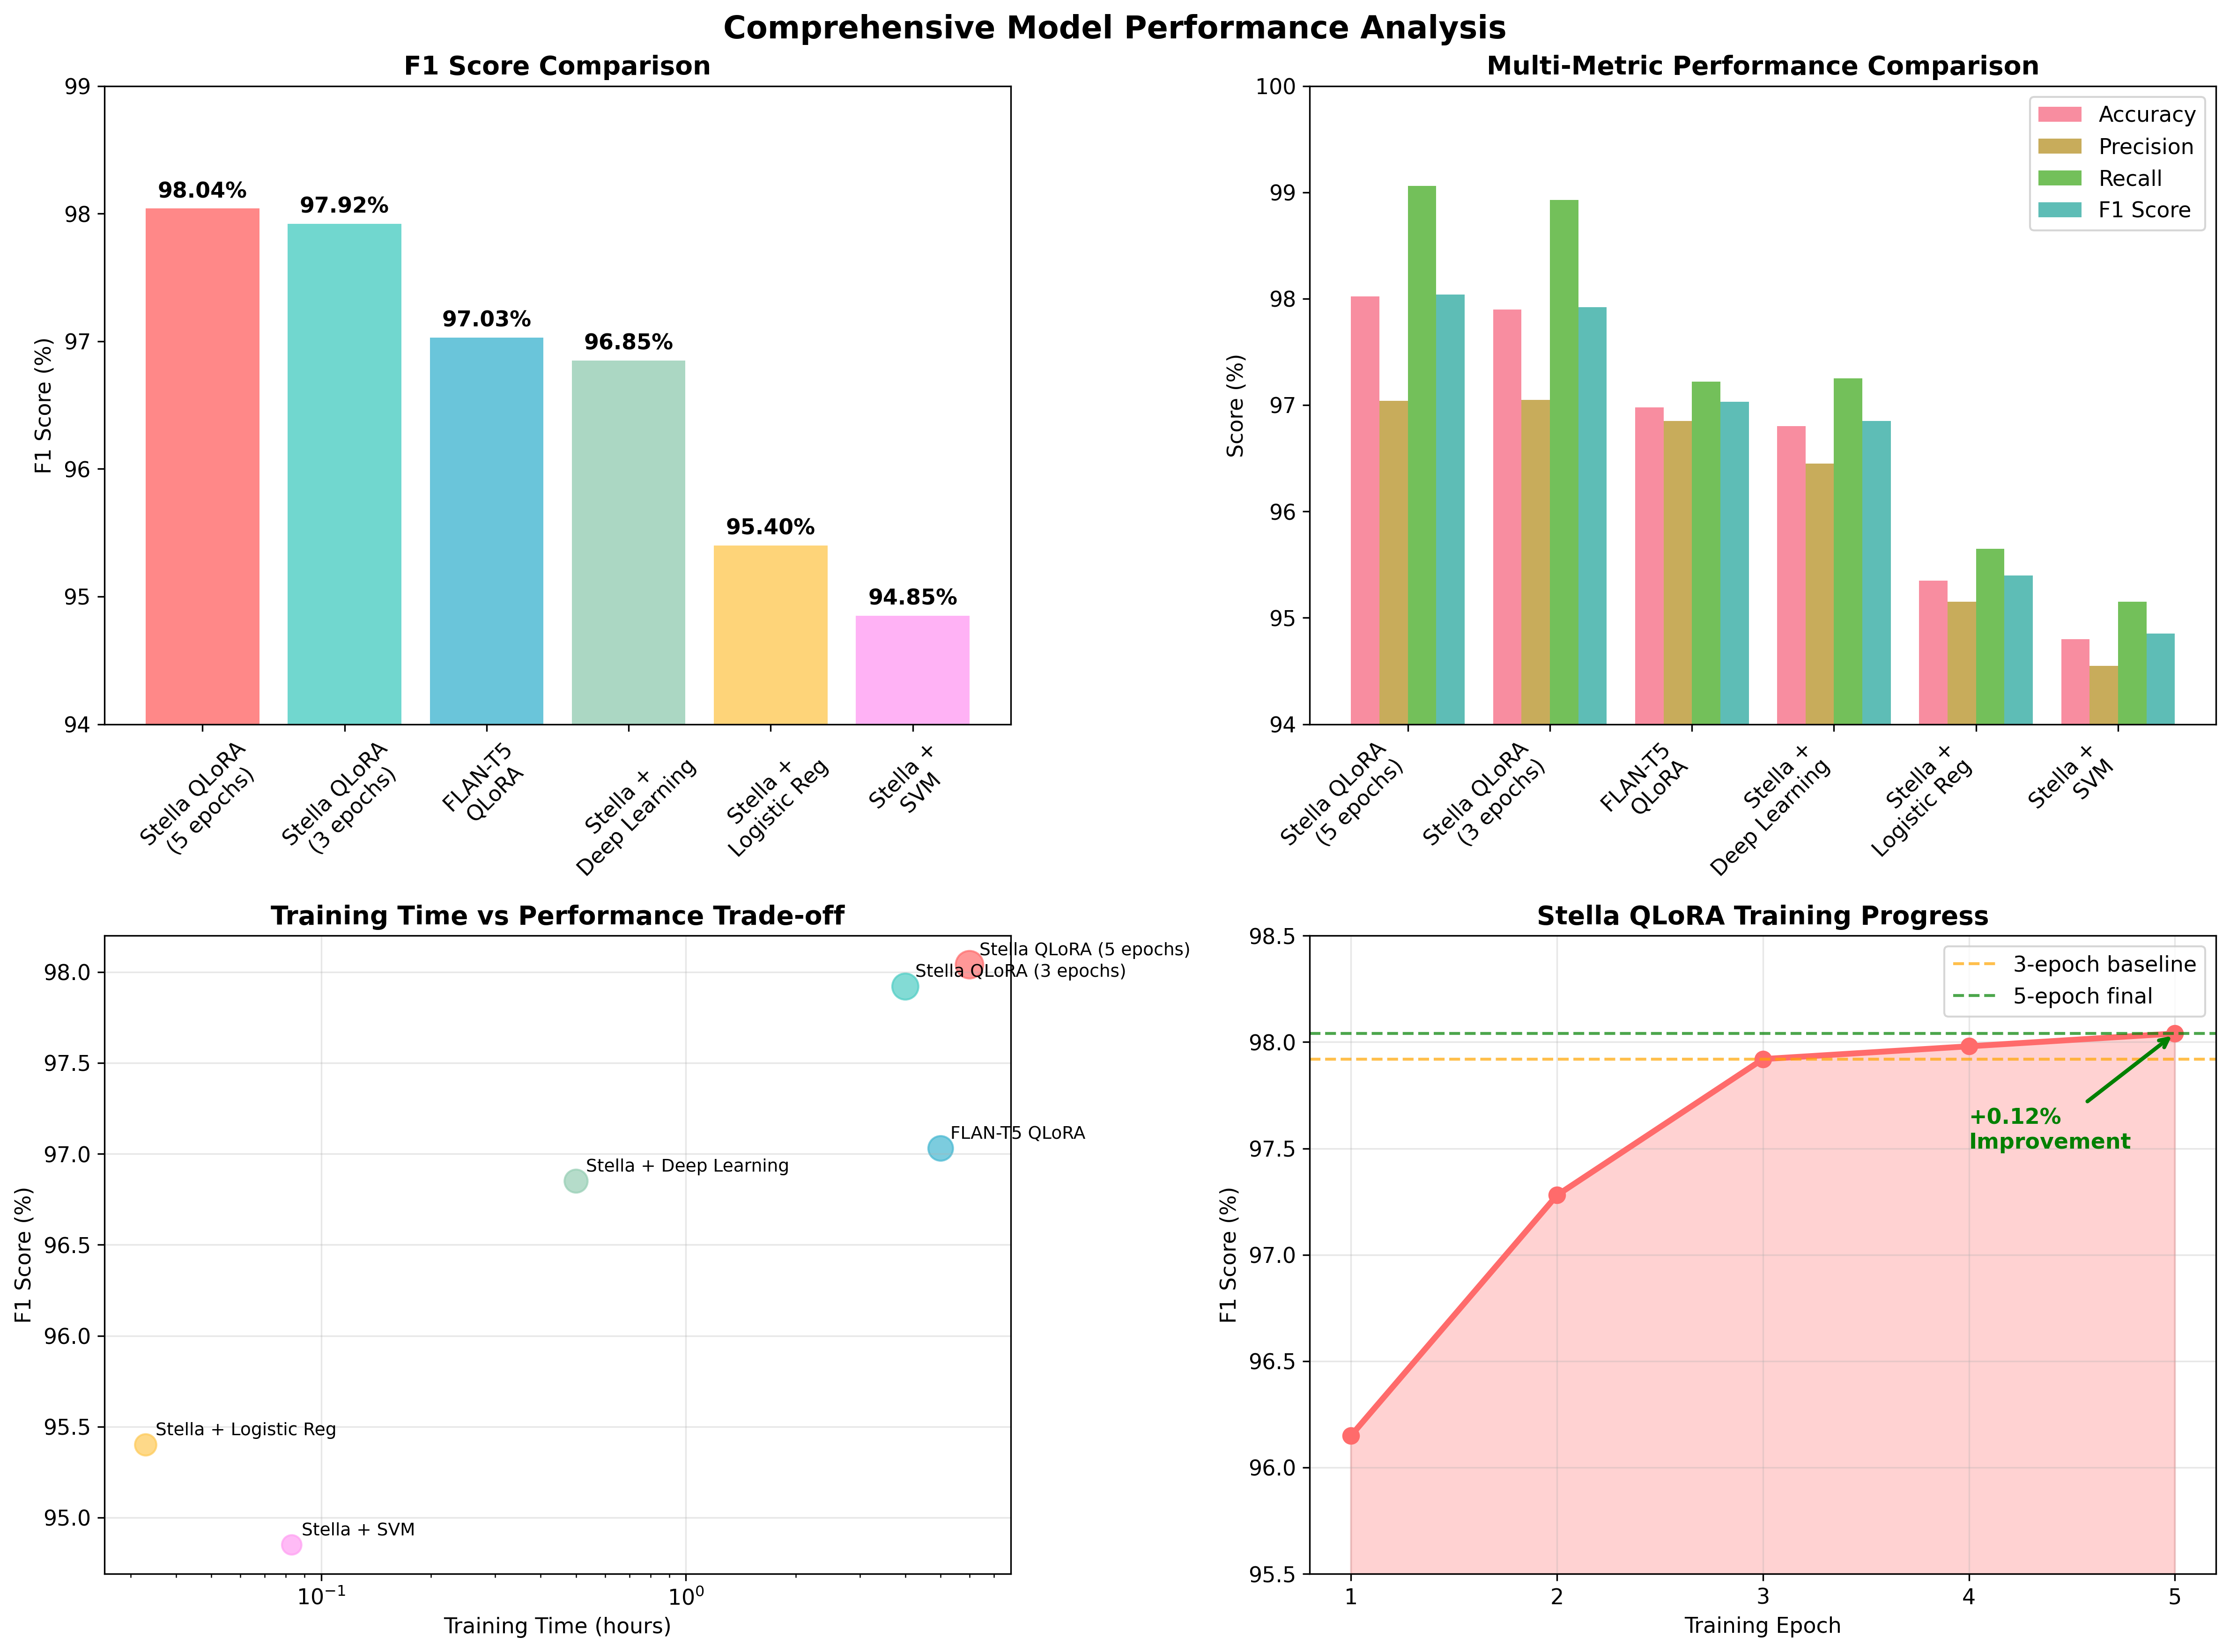 Comprehensive Model Performance Analysis
F1 Score Comparison
F1 Score (%)
99
98
97
96
95
94
98.04%
97.92%
97.03%
96.85%
95.40%
94.85%
Stella QLoRA
(5 epochs)
Stella QLoRA
(3 epochs)
FLAN-T5
QLoRA
Stella +
Deep Learning
Stella +
Logistic Reg
Stella +
SVM
Multi-Metric Performance Comparison
Score (%)
100
99
98
97
96
95
94
Accuracy
Precision
Recall
F1 Score
Stella QLoRA
(5 epochs)
Stella QLoRA
(3 epochs)
FLAN-T5
QLoRA
Stella +
Deep Learning
Stella +
Logistic Reg
Stella +
SVM
Training Time vs Performance Trade-off
F1 Score (%)
98.0
97.5
97.0
96.5
96.0
95.5
95.0
Stella QLoRA (5 epochs)
Stella QLoRA (3 epochs)
FLAN-T5 QLoRA
Stella + Deep Learning
Stella + Logistic Reg
Stella + SVM
10⁻¹
10⁰
Training Time (hours)
Stella QLoRA Training Progress
F1 Score (%)
98.5
98.0
97.5
97.0
96.5
96.0
95.5
3-epoch baseline
5-epoch final
+0.12%
Improvement
1
2
3
4
5
Training Epoch